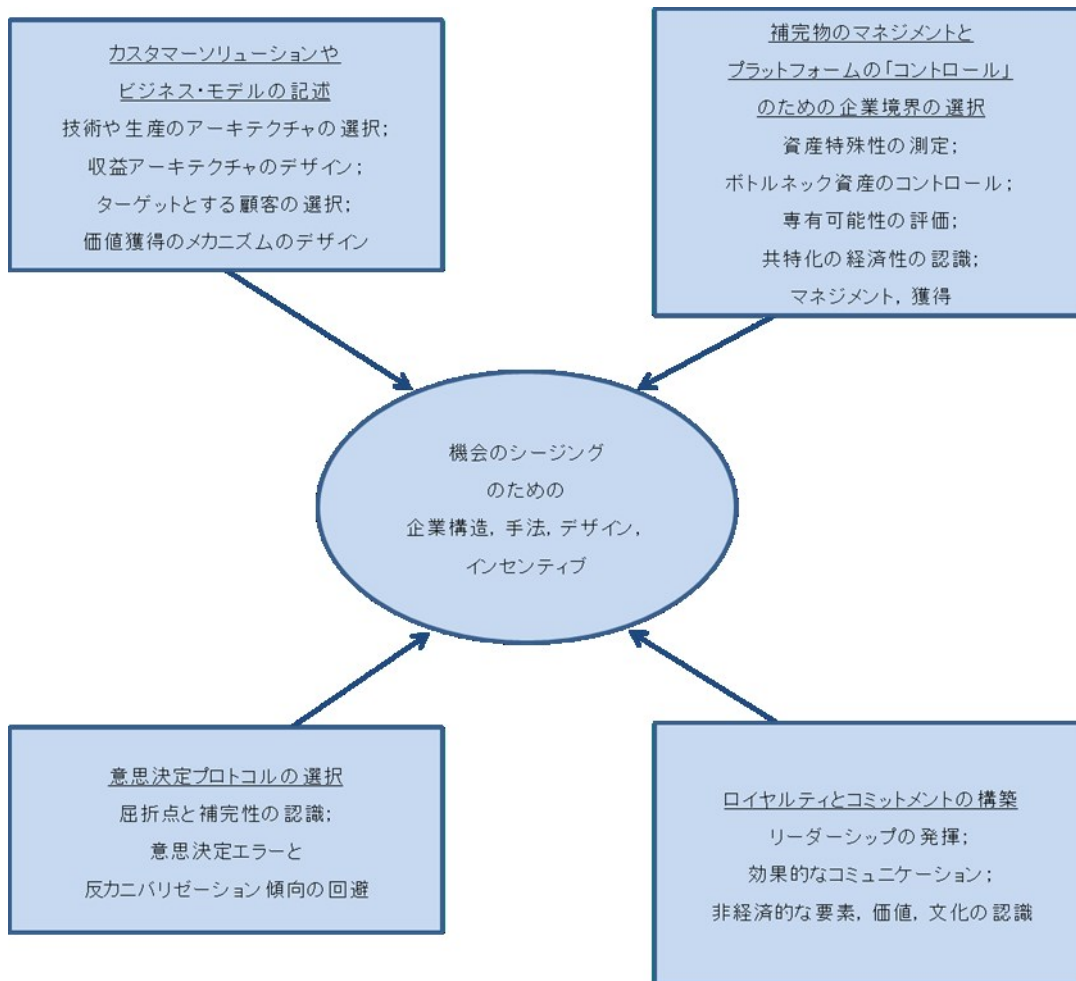 カスタマーソリューションや
ビジネス・モデルの記述
技術や生産のアーキテクチャの選択;
収益アーキテクチャのデザイン;
ターゲットとする顧客の選択;
価値獲得のメカニズムのデザイン
補完物のマネジメントと
プラットフォームの「コントロール」
のための企業境界の選択
資産特殊性の測定;
ボトルネック資産のコントロール;
専有可能性の評価;
共特化の経済性の認識;
マネジメント, 獲得
機会のシージング
のための
企業構造, 手法, デザイン,
インセンティブ
意思決定プロトコルの選択
屈折点と補完性の認識;
意思決定エラーと
反カニバリゼーション傾向の回避
ロイヤルティとコミットメントの構築
リーダーシップの発揮;
効果的なコミュニケーション;
非経済的な要素, 価値, 文化の認識